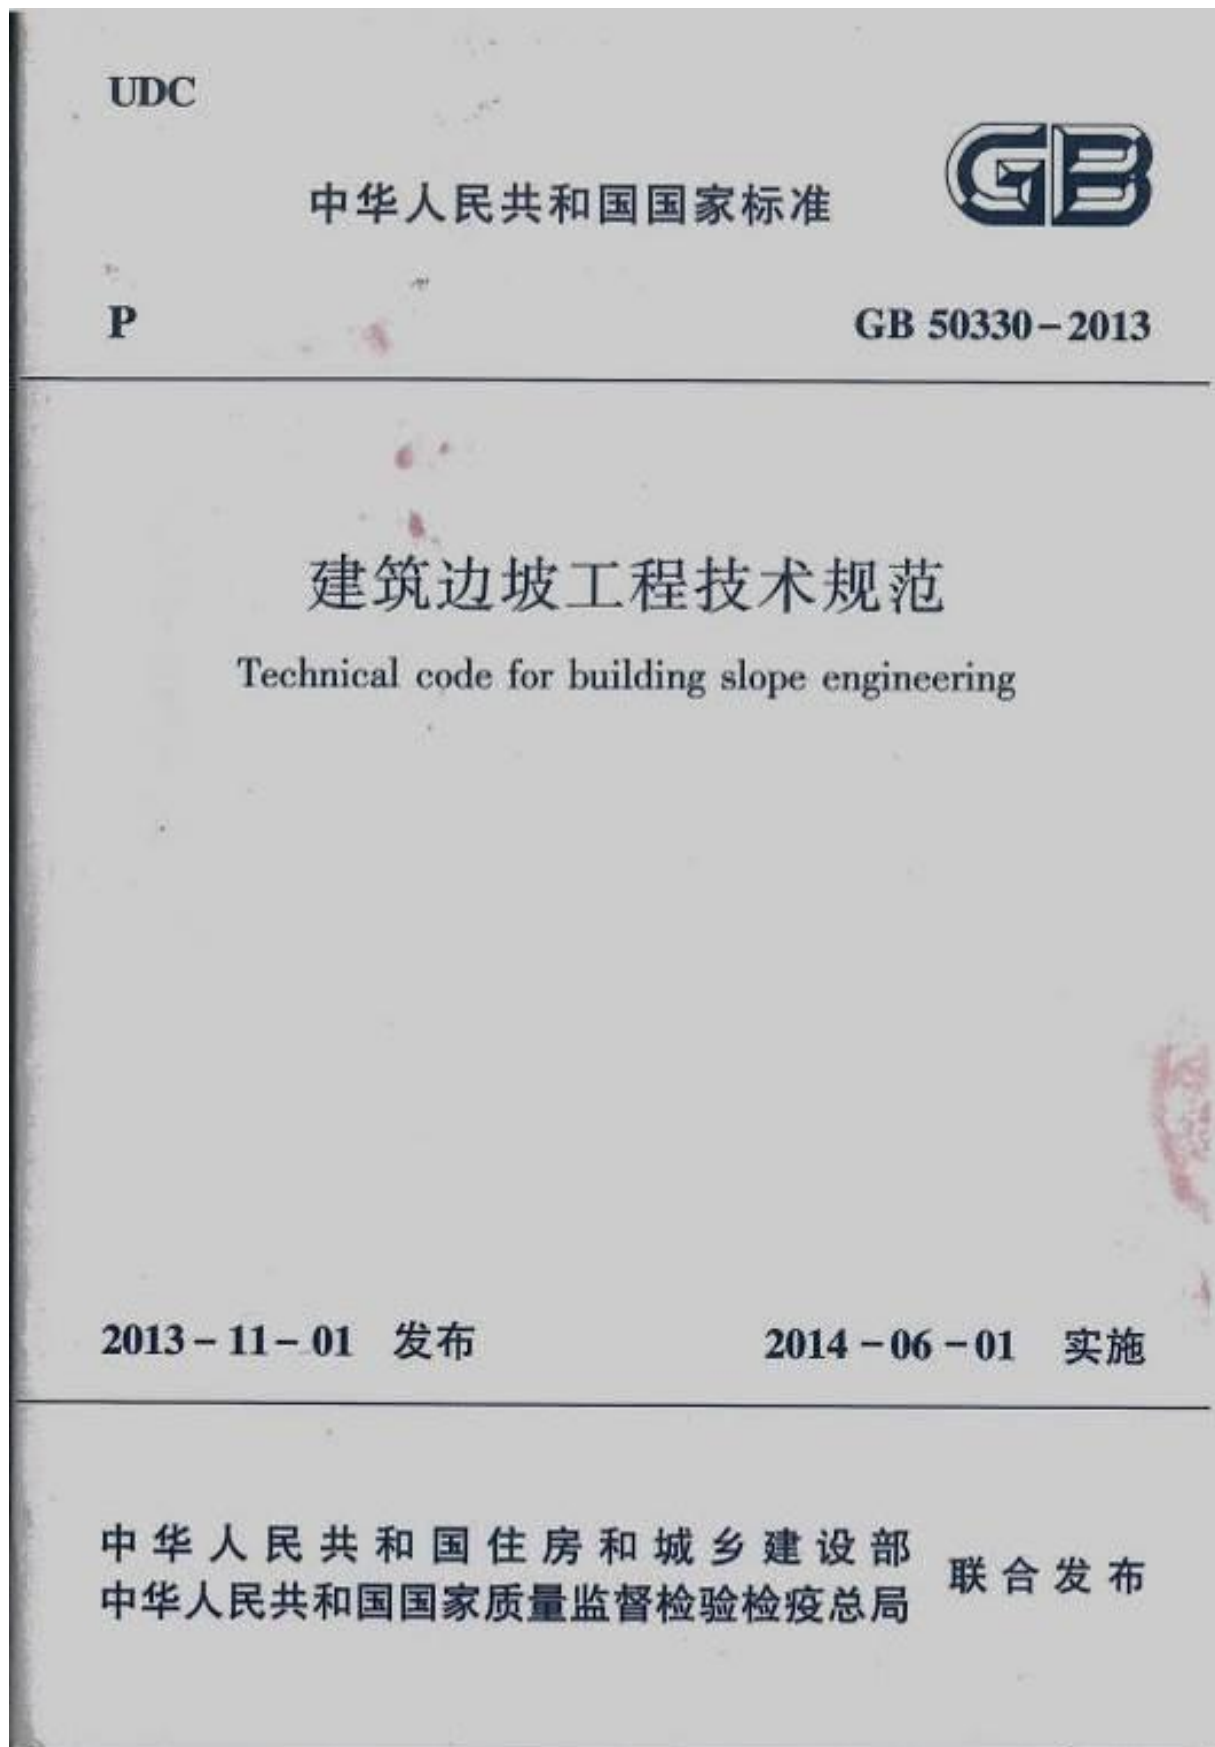 UDC
GB
中华人民共和国国家标准
P
GB 50330－2013
建筑边坡工程技术规范
Technical code for building slope engineering
2013－11－01 发布
2014－06－01 实施
中华人民共和国住房和城乡建设部
中华人民共和国国家质量监督检验检疫总局
联合发布